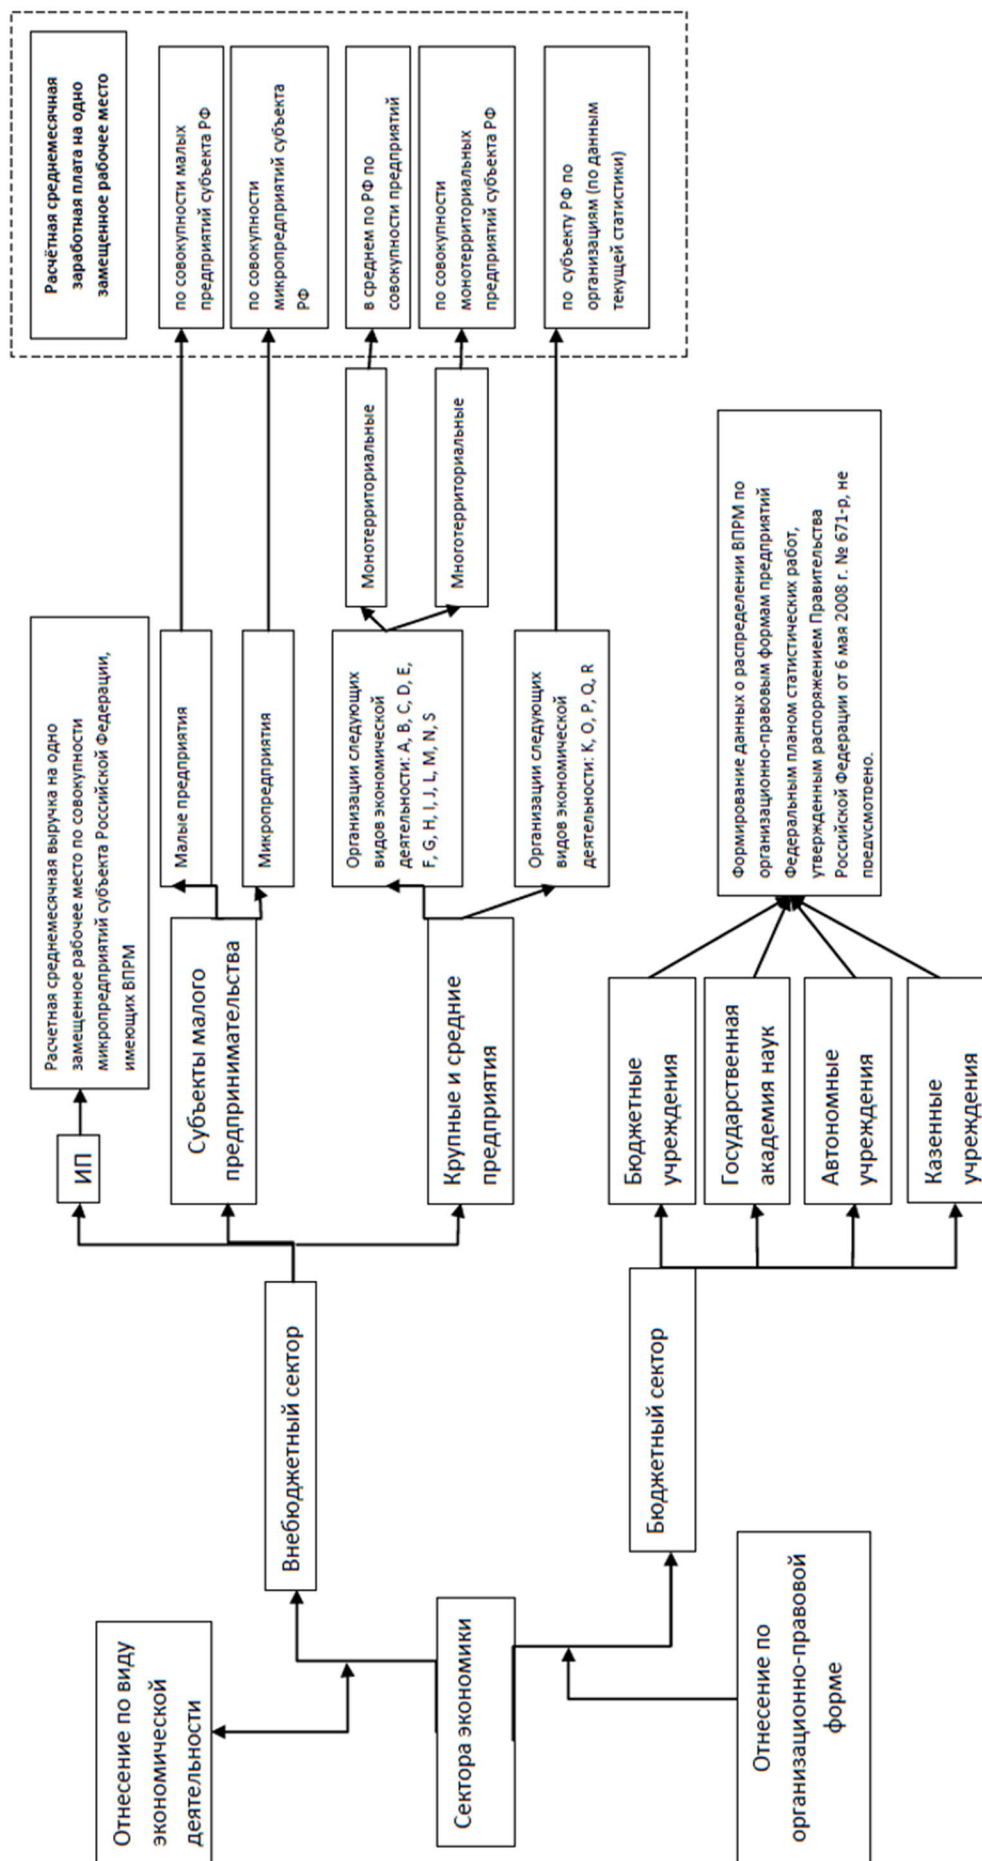 Отнесение по виду
экономической
деятельности
Сектора экономики
Отнесение по
организационно-правовой
форме
Внебюджетный сектор
Бюджетный сектор
ИП
Субъекты малого
предпринимательства
Крупные и средние
предприятия
Бюджетные
учреждения
Государственная
академия наук
Автономные
учреждения
Казенные
учреждения
Расчетная среднемесячная выручка на одно
замещенное рабочее место по совокупности
микропредприятий субъекта Российской Федерации,
имеющих ВПРМ
Малые предприятия
Микропредприятия
Организации следующих
видов экономической
деятельности: A, B, C, D, E,
F, G, H, I, J, L, M, N, S
Организации следующих
видов экономической
деятельности: K, O, P, Q, R
Формирование данных о распределении ВПРМ по
организационно-правовым формам предприятий
Федеральным планом статистических работ,
утвержденным распоряжением Правительства
Российской Федерации от 6 мая 2008 г. № 671-р, не
предусмотрено.
Монотерриториальные
Многотерриториальные
Расчётная среднемесячная
заработная плата на одно
замещенное рабочее место
по совокупности малых
предприятий субъекта РФ
по совокупности
микропредприятий субъекта
РФ
в среднем по РФ по
совокупности предприятий
по совокупности
монотерриториальных
предприятий субъекта РФ
по субъекту РФ по
организациям (по данным
текущей статистики)